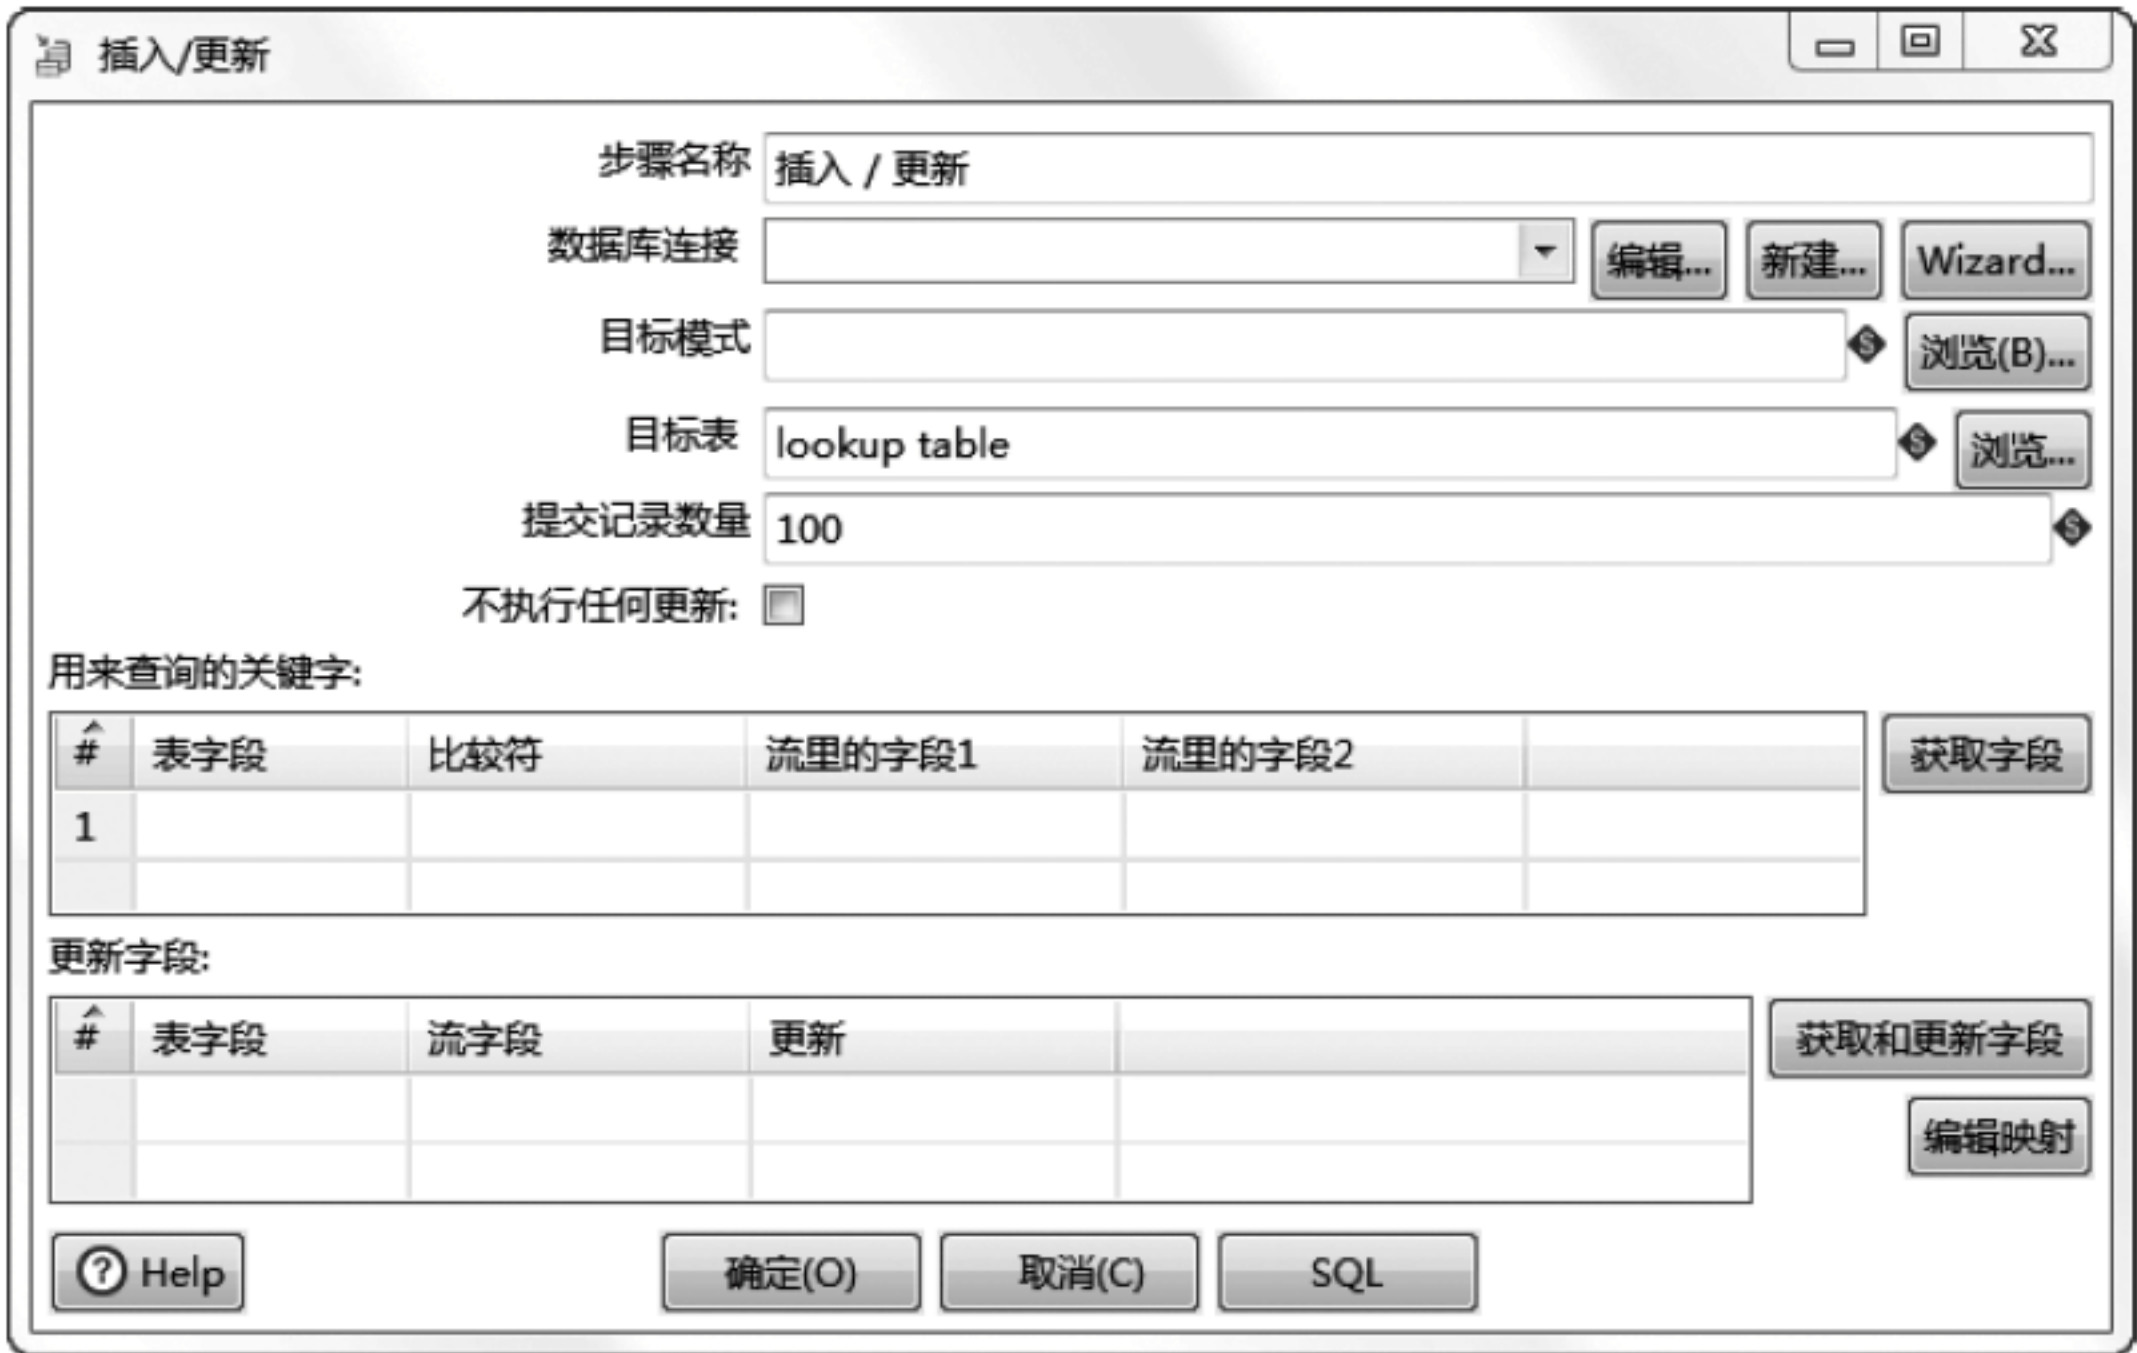 插入/更新
步骤名称 插入 / 更新
数据库连接 编辑... 新建... Wizard...
目标模式 浏览(B)...
目标表 lookup table 浏览...
提交记录数量 100
不执行任何更新:
用来查询的关键字:
# 表字段 比较符 流里的字段1 流里的字段2 获取字段
1
更新字段:
# 表字段 流字段 更新 获取和更新字段
编辑映射
Help 确定(O) 取消(C) SQL